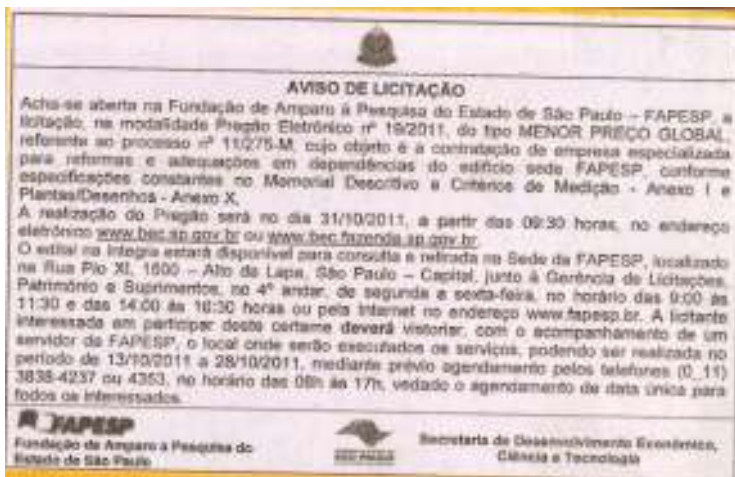 AVISO DE LICITAÇÃO
Acha-se aberta na Fundação de Amparo à Pesquisa do Estado de São Paulo – FAPESP, a
licitação, na modalidade Pregão Eletrônico nº 19/2011, do tipo MENOR PREÇO GLOBAL,
referente ao processo nº 11/275-M, cujo objeto é a contratação de empresa especializada
para reformas e adequações em dependências do edifício sede FAPESP, conforme
especificações constantes no Memorial Descritivo e Critérios de Medição - Anexo I e
Plantas/Desenhos - Anexo X.
A realização do Pregão será no dia 31/10/2011, a partir das 09:30 horas, no endereço
eletrônico www.bec.sp.gov.br ou www.bec.fazenda.sp.gov.br.
O edital na íntegra estará disponível para consulta e retirada na Sede da FAPESP, localizado
na Rua Pio XI, 1500 – Alto da Lapa, São Paulo – Capital, junto à Gerência de Licitações,
Patrimônio e Suprimentos, no 4º andar, de segunda a sexta-feira, no horário das 9:00 às
11:30 e das 14:00 às 16:30 horas ou pela Internet no endereço www.fapesp.br. A licitante
interessada em participar deste certame deverá vistoriar, com o acompanhamento de um
servidor da FAPESP, o local onde serão executados os serviços, podendo ser realizada no
período de 13/10/2011 a 28/10/2011, mediante prévio agendamento pelos telefones (0_11)
3838-4237 ou 4353, no horário das 08h às 17h, vedado o agendamento de data única para
todos os interessados.
FAPESP
Fundação de Amparo a Pesquisa do
Estado de São Paulo
SÃO PAULO
Secretaria de Desenvolvimento Econômico,
Ciência e Tecnologia